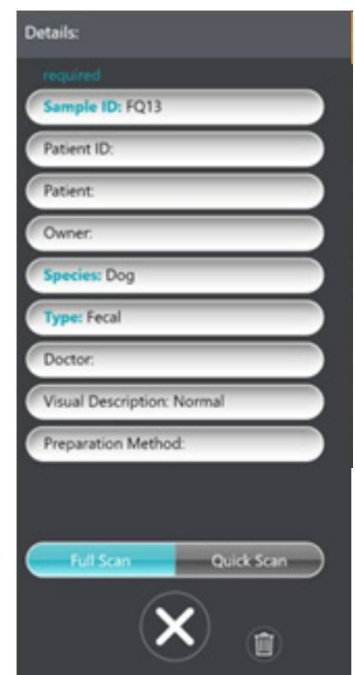 Details:
required
Sample ID: FQ13
Patient ID:
Patient:
Owner:
Species: Dog
Type: Fecal
Doctor:
Visual Description: Normal
Preparation Method:
Full Scan Quick Scan